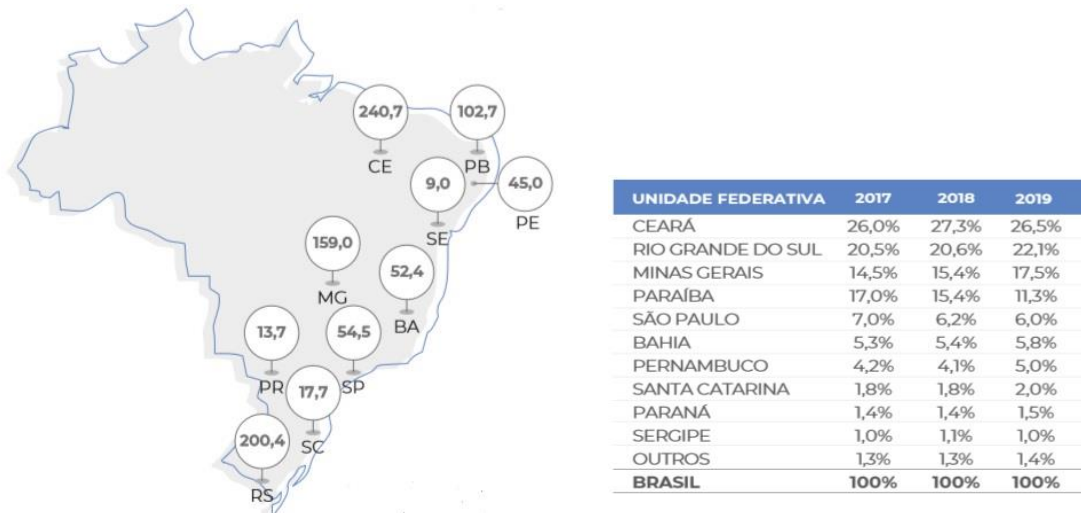 240,7
CE
102,7
PB
9,0
SE
45,0
PE
159,0
MG
52,4
BA
13,7
PR
54,5
SP
17,7
SC
200,4
RS
UNIDADE FEDERATIVA 2017 2018 2019
CEARÁ 26,0% 27,3% 26,5%
RIO GRANDE DO SUL 20,5% 20,6% 22,1%
MINAS GERAIS 14,5% 15,4% 17,5%
PARAÍBA 17,0% 15,4% 11,3%
SÃO PAULO 7,0% 6,2% 6,0%
BAHIA 5,3% 5,4% 5,8%
PERNAMBUCO 4,2% 4,1% 5,0%
SANTA CATARINA 1,8% 1,8% 2,0%
PARANÁ 1,4% 1,4% 1,5%
SERGIPE 1,0% 1,1% 1,0%
OUTROS 1,3% 1,3% 1,4%
BRASIL 100% 100% 100%